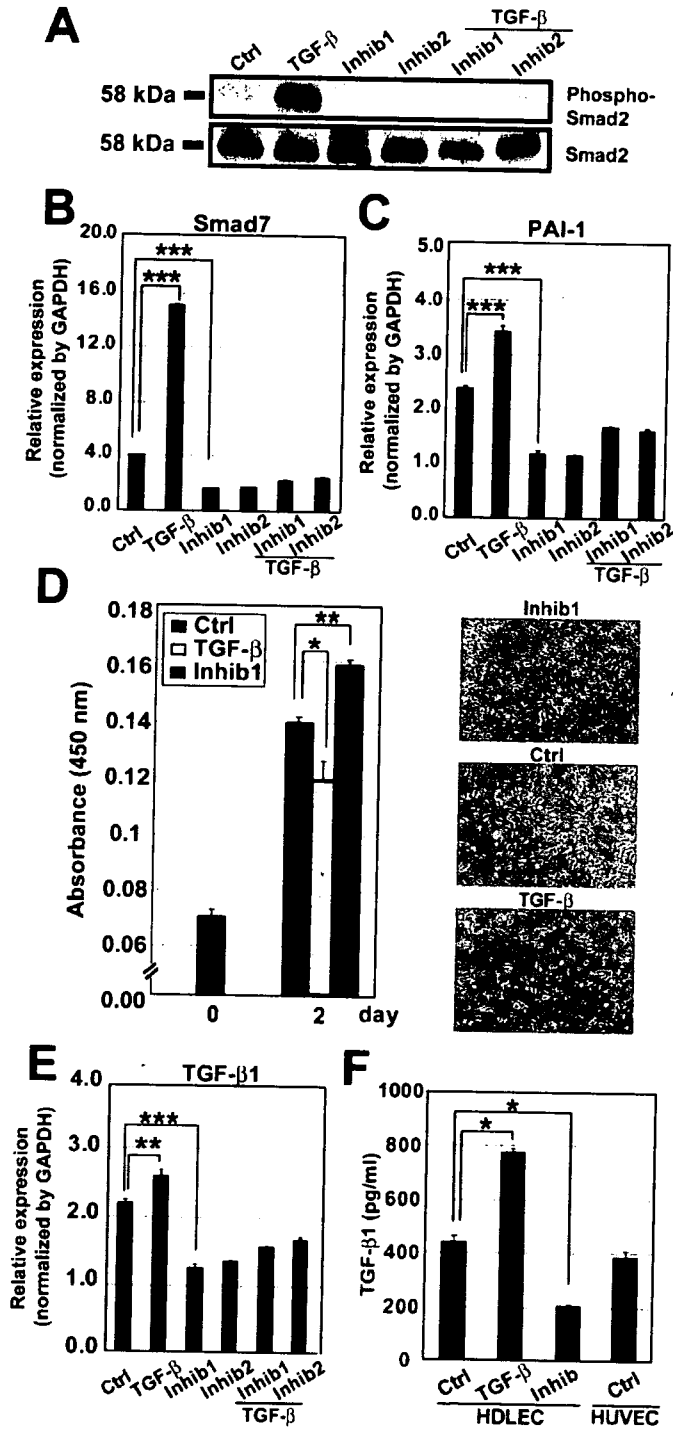 A
TGF-β
Ctrl TGF-β Inhib1 Inhib2 Inhib1 Inhib2
58 kDa
Phospho-
Smad2
58 kDa
Smad2
B
Smad7
Relative expression
(normalized by GAPDH)
20.0
16.0
12.0
8.0
4.0
0.0
***
***
Ctrl TGF-β Inhib1 Inhib2 Inhib1 Inhib2
TGF-β
C
PAI-1
Relative expression
(normalized by GAPDH)
5.0
4.0
3.0
2.0
1.0
0.0
***
***
Ctrl TGF-β Inhib1 Inhib2 Inhib1 Inhib2
TGF-β
D
Absorbance (450 nm)
0.18
0.16
0.14
0.12
0.1
0.08
0.06
0.00
Ctrl
TGF-β
Inhib1
**
*
0 2 day
Inhib1
Ctrl
TGF-β
E
TGF-β1
Relative expression
(normalized by GAPDH)
4.0
3.0
2.0
1.0
0.0
***
**
Ctrl TGF-β Inhib1 Inhib2 Inhib1 Inhib2
TGF-β
F
TGF-β1 (pg/ml)
1000
800
600
400
200
0
*
*
Ctrl TGF-β Inhib Ctrl
HDLEC HUVEC